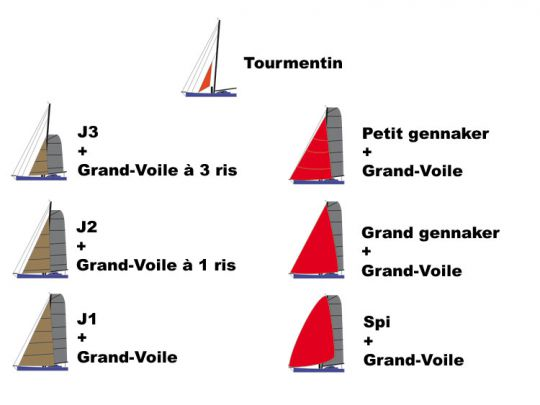 Tourmentin
J3
+
Grand-Voile à 3 ris
J2
+
Grand-Voile à 1 ris
J1
+
Grand-Voile
Petit gennaker
+
Grand-Voile
Grand gennaker
+
Grand-Voile
Spi
+
Grand-Voile